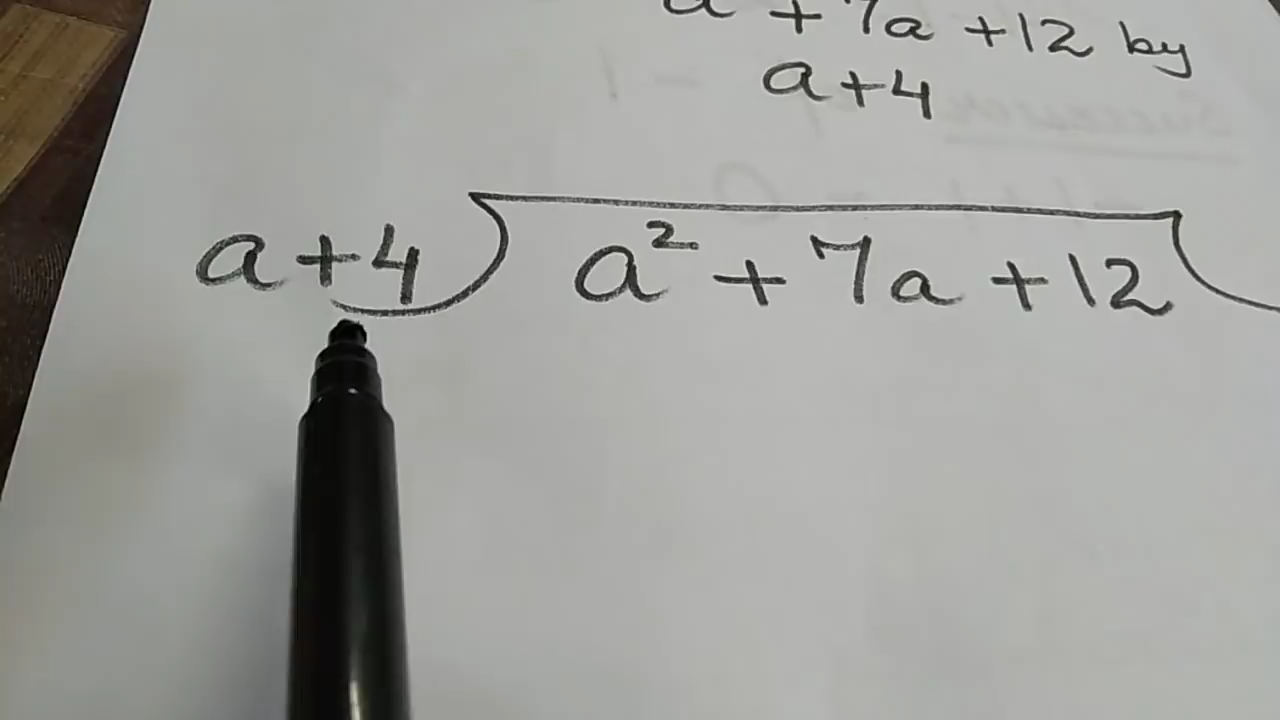 a + 7a + 12 by
a + 4
a + 4) a² + 7a + 12(